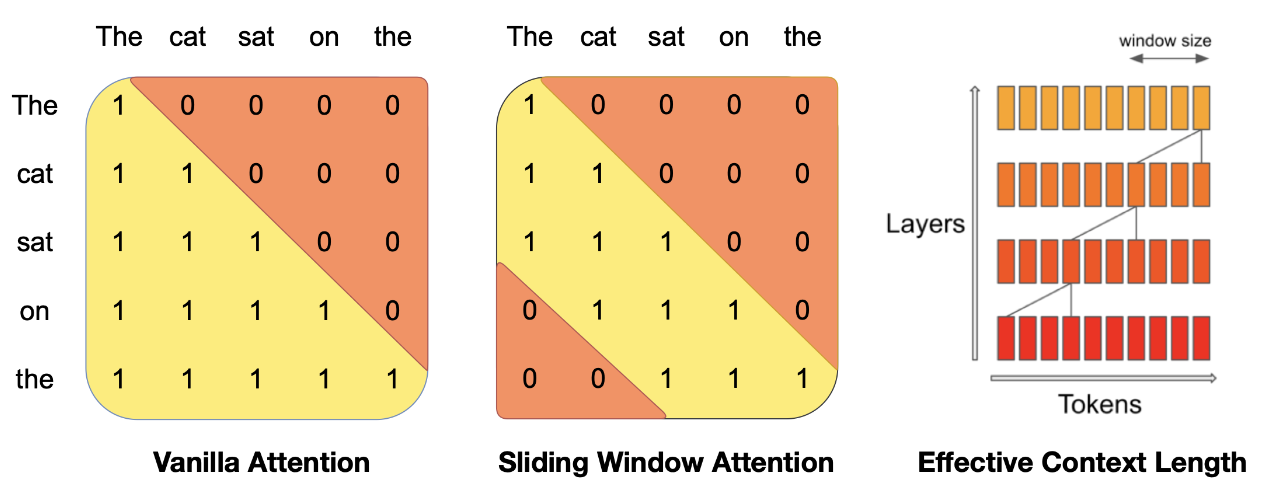 The cat sat on the
The 1 0 0 0 0
cat 1 1 0 0 0
sat 1 1 1 0 0
on 1 1 1 1 0
the 1 1 1 1 1
Vanilla Attention
The cat sat on the
1 0 0 0 0
1 1 0 0 0
1 1 1 0 0
0 1 1 1 0
0 0 1 1 1
Sliding Window Attention
window size
Layers
Tokens
Effective Context Length